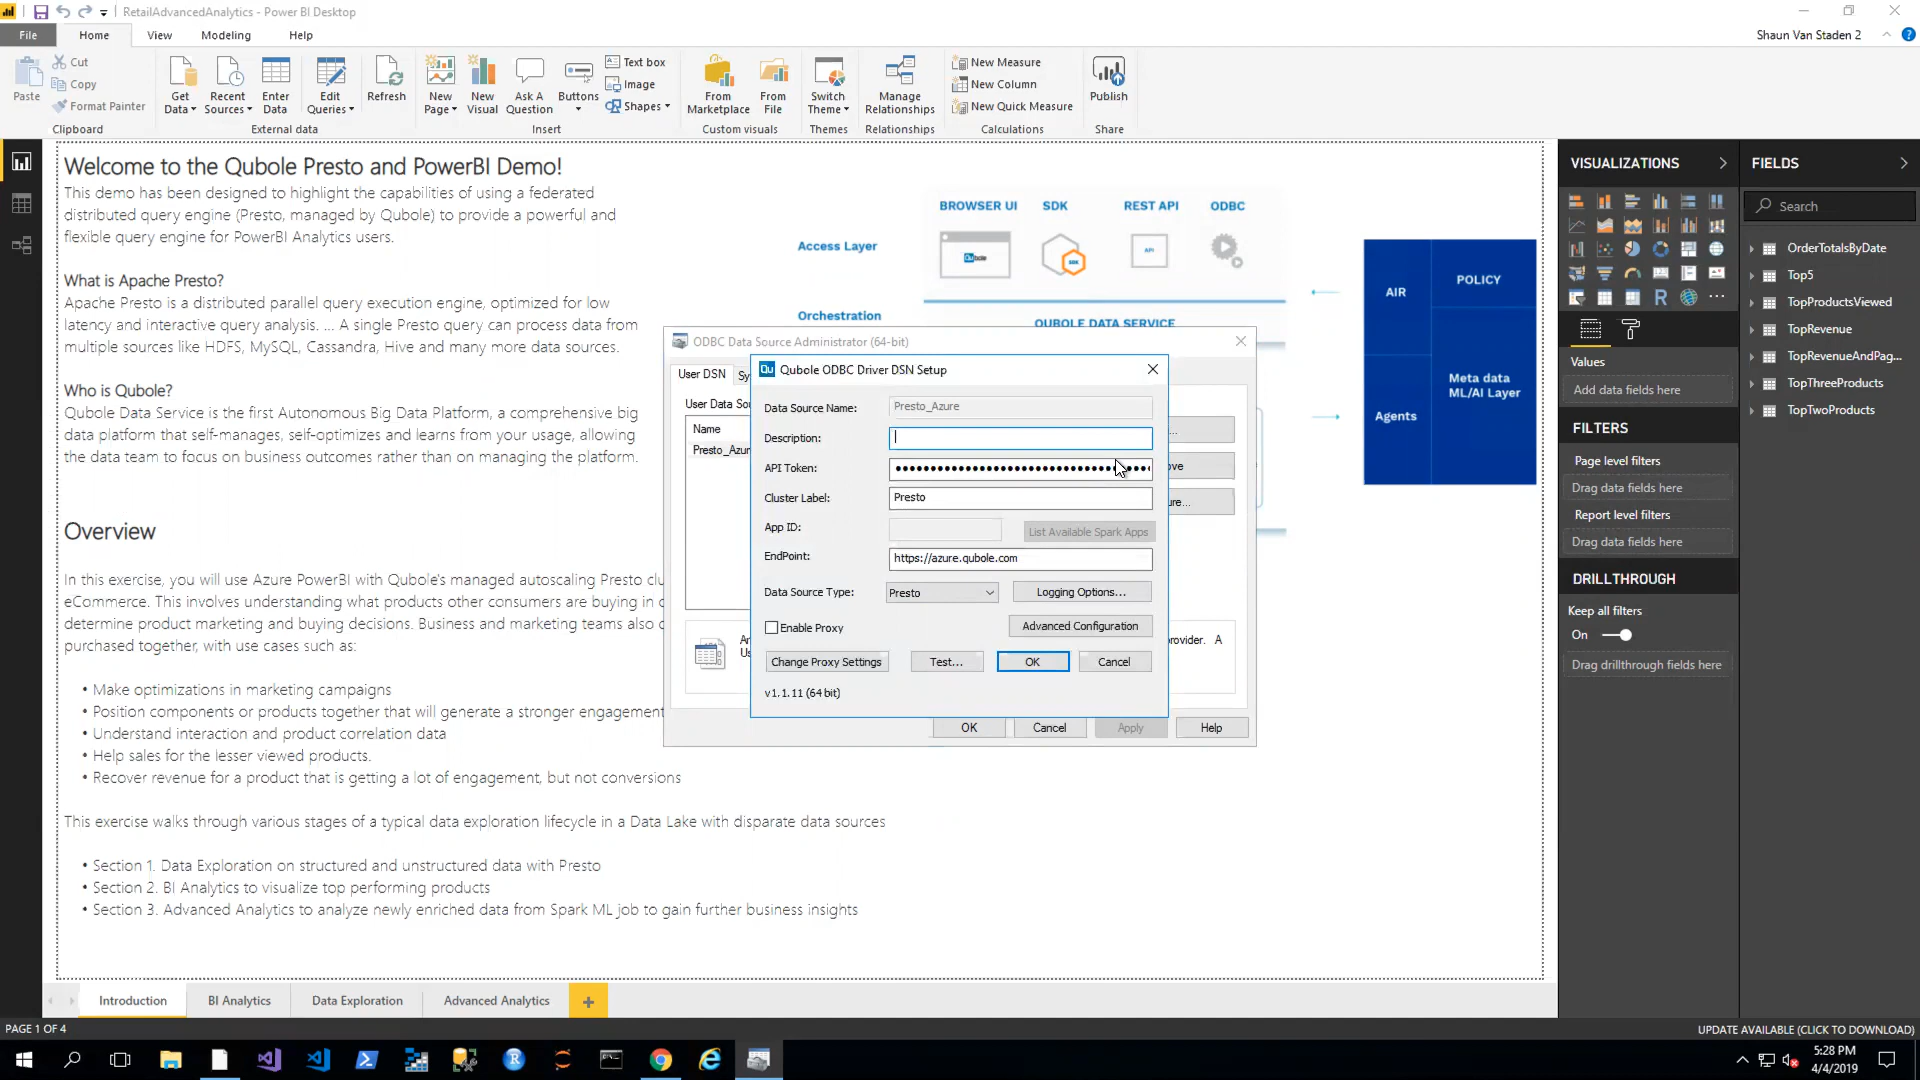 RetailAdvancedAnalytics - Power BI Desktop
File
Home
View
Modeling
Help
Shaun Van Staden 2
Paste
Cut
Copy
Format Painter
Clipboard
Get Data
Recent Sources
Enter Data
Edit Queries
Refresh
External data
New Page
New Visual
Ask A Question
Buttons
Text box
Image
Shapes
Insert
From Marketplace
From File
Custom visuals
Switch Theme
Themes
Manage Relationships
Relationships
New Measure
New Column
New Quick Measure
Calculations
Publish
Share
Welcome to the Qubole Presto and PowerBI Demo!
This demo has been designed to highlight the capabilities of using a federated
distributed query engine (Presto, managed by Qubole) to provide a powerful and
flexible query engine for PowerBI Analytics users.
What is Apache Presto?
Apache Presto is a distributed parallel query execution engine, optimized for low
latency and interactive query analysis. ... A single Presto query can process data from
multiple sources like HDFS, MySQL, Cassandra, Hive and many more data sources.
Who is Qubole?
Qubole Data Service is the first Autonomous Big Data Platform, a comprehensive big
data platform that self-manages, self-optimizes and learns from your usage, allowing
the data team to focus on business outcomes rather than on managing the platform.
Overview
In this exercise, you will use Azure PowerBI with Qubole's managed autoscaling Presto clu
eCommerce. This involves understanding what products other consumers are buying in
determine product marketing and buying decisions. Business and marketing teams also
purchased together, with use cases such as:
• Make optimizations in marketing campaigns
• Position components or products together that will generate a stronger engagement
• Understand interaction and product correlation data
• Help sales for the lesser viewed products.
• Recover revenue for a product that is getting a lot of engagement, but not conversions
This exercise walks through various stages of a typical data exploration lifecycle in a Data Lake with disparate data sources
• Section 1. Data Exploration on structured and unstructured data with Presto
• Section 2. BI Analytics to visualize top performing products
• Section 3. Advanced Analytics to analyze newly enriched data from Spark ML job to gain further business insights
BROWSER UI
SDK
REST API
ODBC
Access Layer
Qubole
SDK
API
Orchestration
QUBOLE DATA SERVICE
AIR
POLICY
Agents
Meta data
ML/AI Layer
ODBC Data Source Administrator (64-bit)
User DSN
Sy
User Data Sou
Name
Presto_Azur
...
ove
ure...
An
Us
rovider. A
OK
Cancel
Apply
Help
Qu
Qubole ODBC Driver DSN Setup
Data Source Name:
Presto_Azure
Description:
API Token:
Cluster Label:
Presto
App ID:
List Available Spark Apps
EndPoint:
https://azure.qubole.com
Data Source Type:
Presto
Logging Options...
Enable Proxy
Advanced Configuration
Change Proxy Settings
Test...
OK
Cancel
v1.1.11 (64 bit)
VISUALIZATIONS
R
Values
Add data fields here
FILTERS
Page level filters
Drag data fields here
Report level filters
Drag data fields here
DRILLTHROUGH
Keep all filters
On
Drag drillthrough fields here
FIELDS
Search
OrderTotalsByDate
Top5
TopProductsViewed
TopRevenue
TopRevenueAndPag...
TopThreeProducts
TopTwoProducts
Introduction
BI Analytics
Data Exploration
Advanced Analytics
PAGE 1 OF 4
UPDATE AVAILABLE (CLICK TO DOWNLOAD)
5:28 PM
4/4/2019